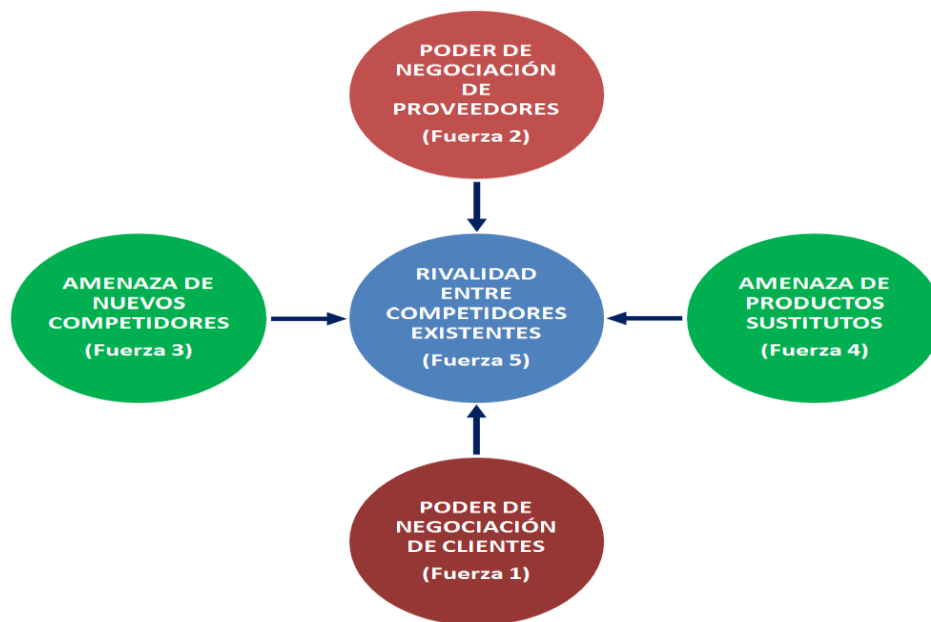 PODER DE
NEGOCIACIÓN
DE
PROVEEDORES
(Fuerza 2)
AMENAZA DE
NUEVOS
COMPETIDORES
(Fuerza 3)
RIVALIDAD
ENTRE
COMPETIDORES
EXISTENTES
(Fuerza 5)
AMENAZA DE
PRODUCTOS
SUSTITUTOS
(Fuerza 4)
PODER DE
NEGOCIACIÓN
DE CLIENTES
(Fuerza 1)